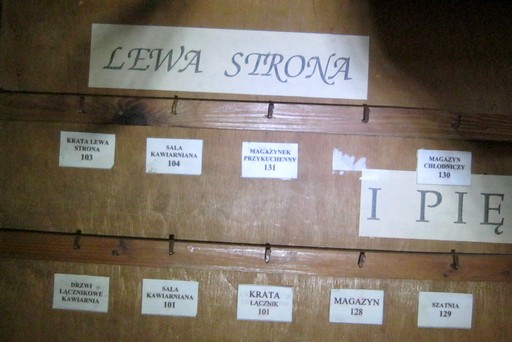 LEWA STRONA
KRATA LEWA
STRONA
103
SALA
KAWIARNIANA
104
MAGAZYNEK
PRZYKUCHENNY
131
MAGAZYN
CHŁODNICZY
130
I PIĘ
DRZWI
ŁĄCZNIKOWE
KAWIARNIA
SALA
KAWIARNIANA
101
KRATA
ŁĄCZNIK
101
MAGAZYN
128
SZATNIA
129